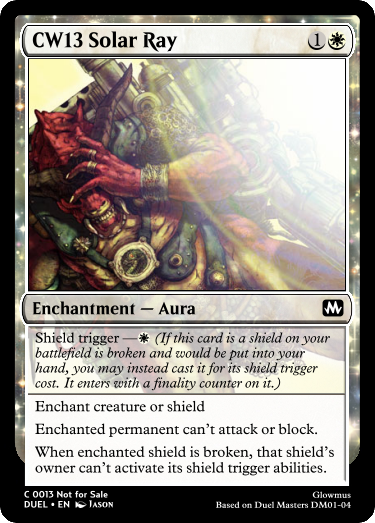 CW13 Solar Ray 1
Enchantment — Aura
Shield trigger — (If this card is a shield on your
battlefield is broken and would be put into your
hand, you may instead cast it for its shield trigger
cost. It enters with a finality counter on it.)
Enchant creature or shield
Enchanted permanent can't attack or block.
When enchanted shield is broken, that shield's
owner can't activate its shield trigger abilities.
C 0013 Not for Sale
DUEL • EN Iason
Glowmus
Based on Duel Masters DM01-04